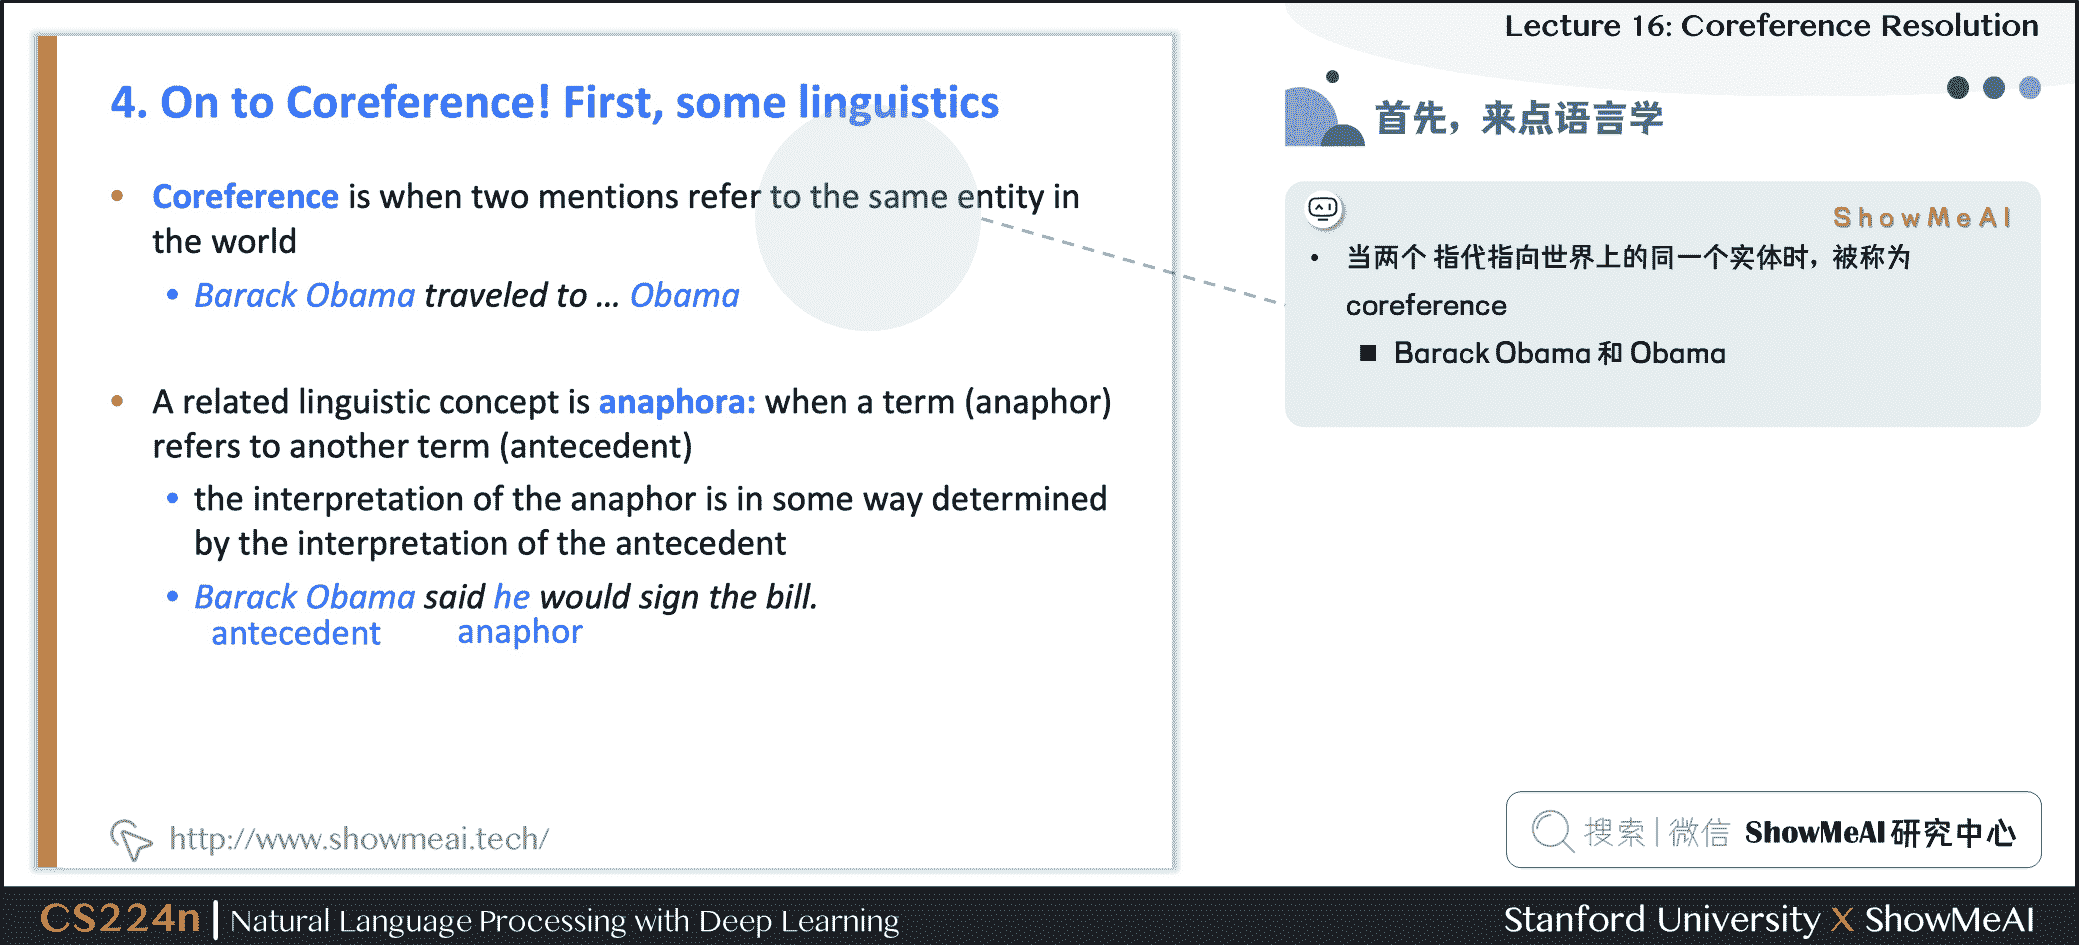 Lecture 16: Coreference Resolution
4. On to Coreference! First, some linguistics
• Coreference is when two mentions refer to the same entity in
the world
• Barack Obama traveled to … Obama
• A related linguistic concept is anaphora: when a term (anaphor)
refers to another term (antecedent)
• the interpretation of the anaphor is in some way determined
by the interpretation of the antecedent
• Barack Obama said he would sign the bill.
antecedent anaphor
http://www.showmeai.tech/
首先，来点语言学
ShowMeAI
• 当两个 指代指向世界上的同一个实体时，被称为
coreference
■ Barack Obama 和 Obama
搜索 | 微信 ShowMeAI 研究中心
CS224n | Natural Language Processing with Deep Learning
Stanford University X ShowMeAI